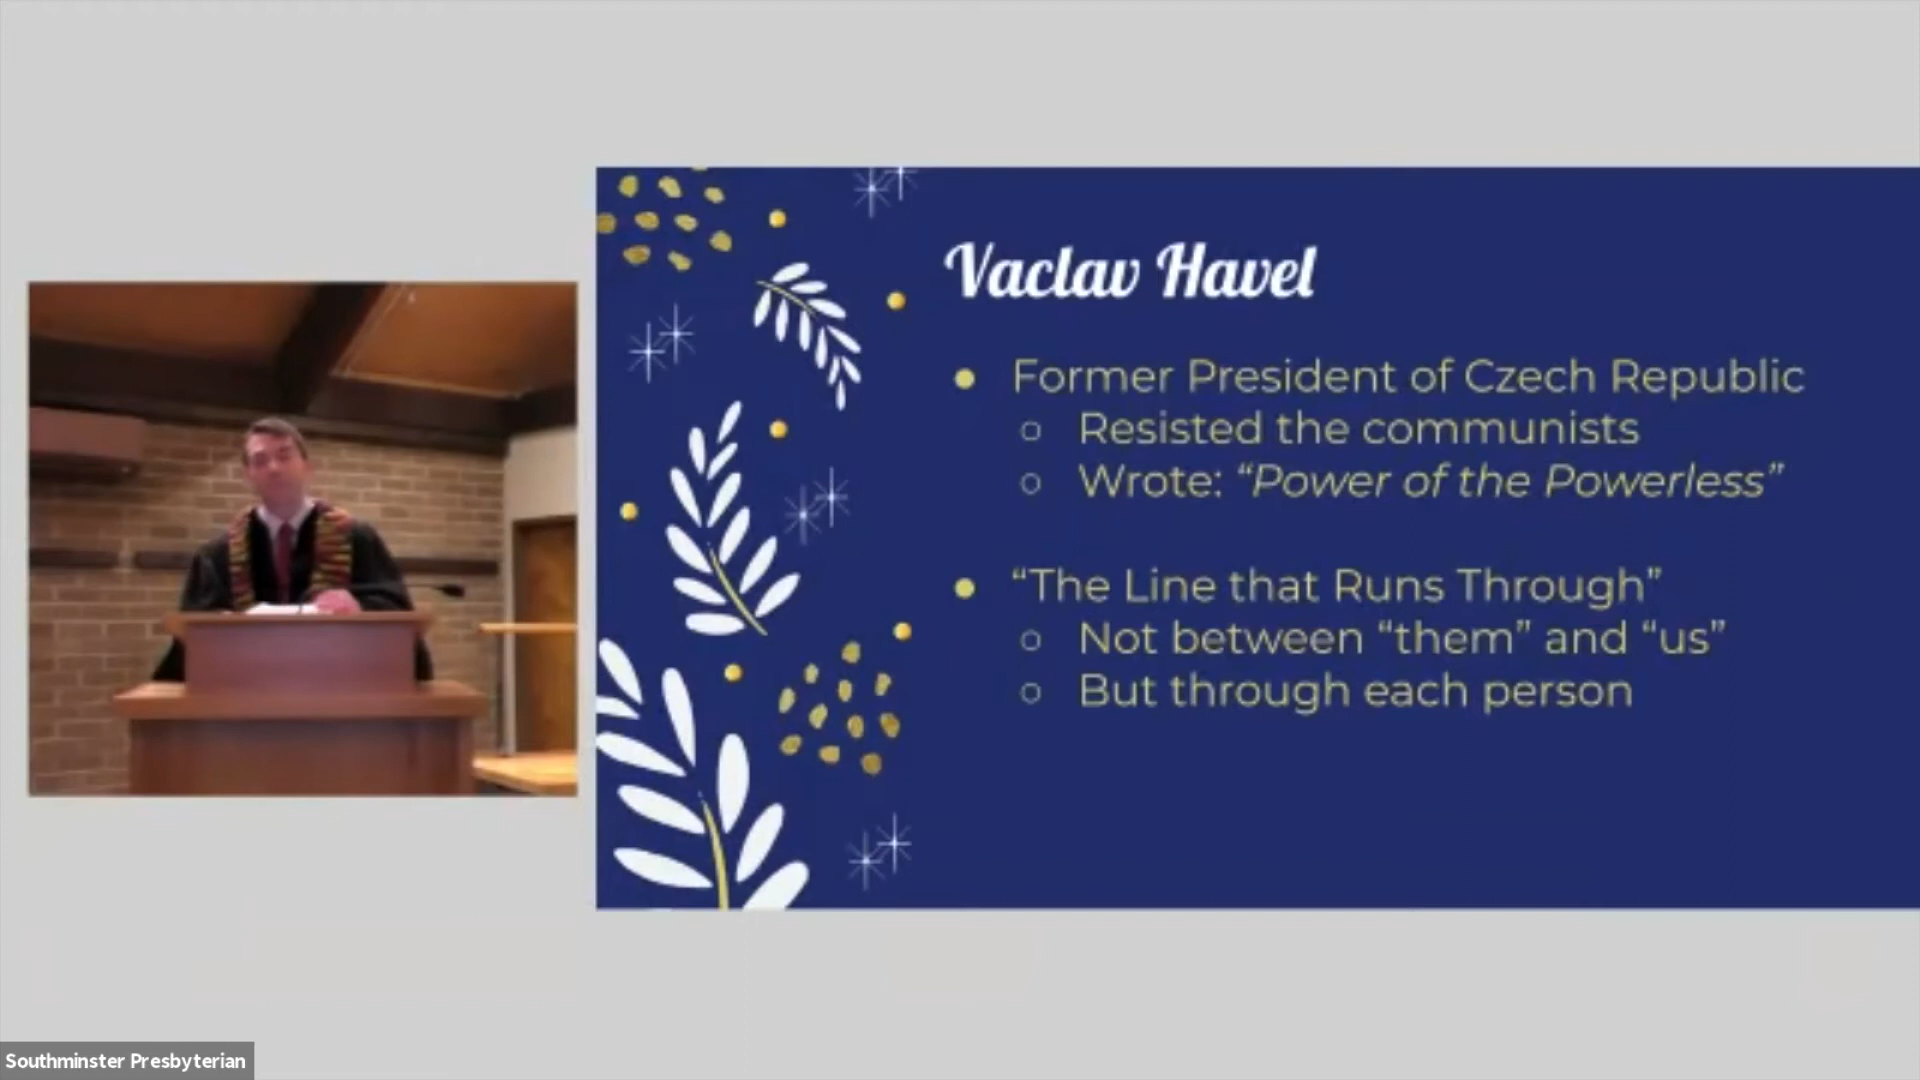 Vaclav Havel
● Former President of Czech Republic
○ Resisted the communists
○ Wrote: “Power of the Powerless”
● “The Line that Runs Through”
○ Not between “them” and “us”
○ But through each person
Southminster Presbyterian